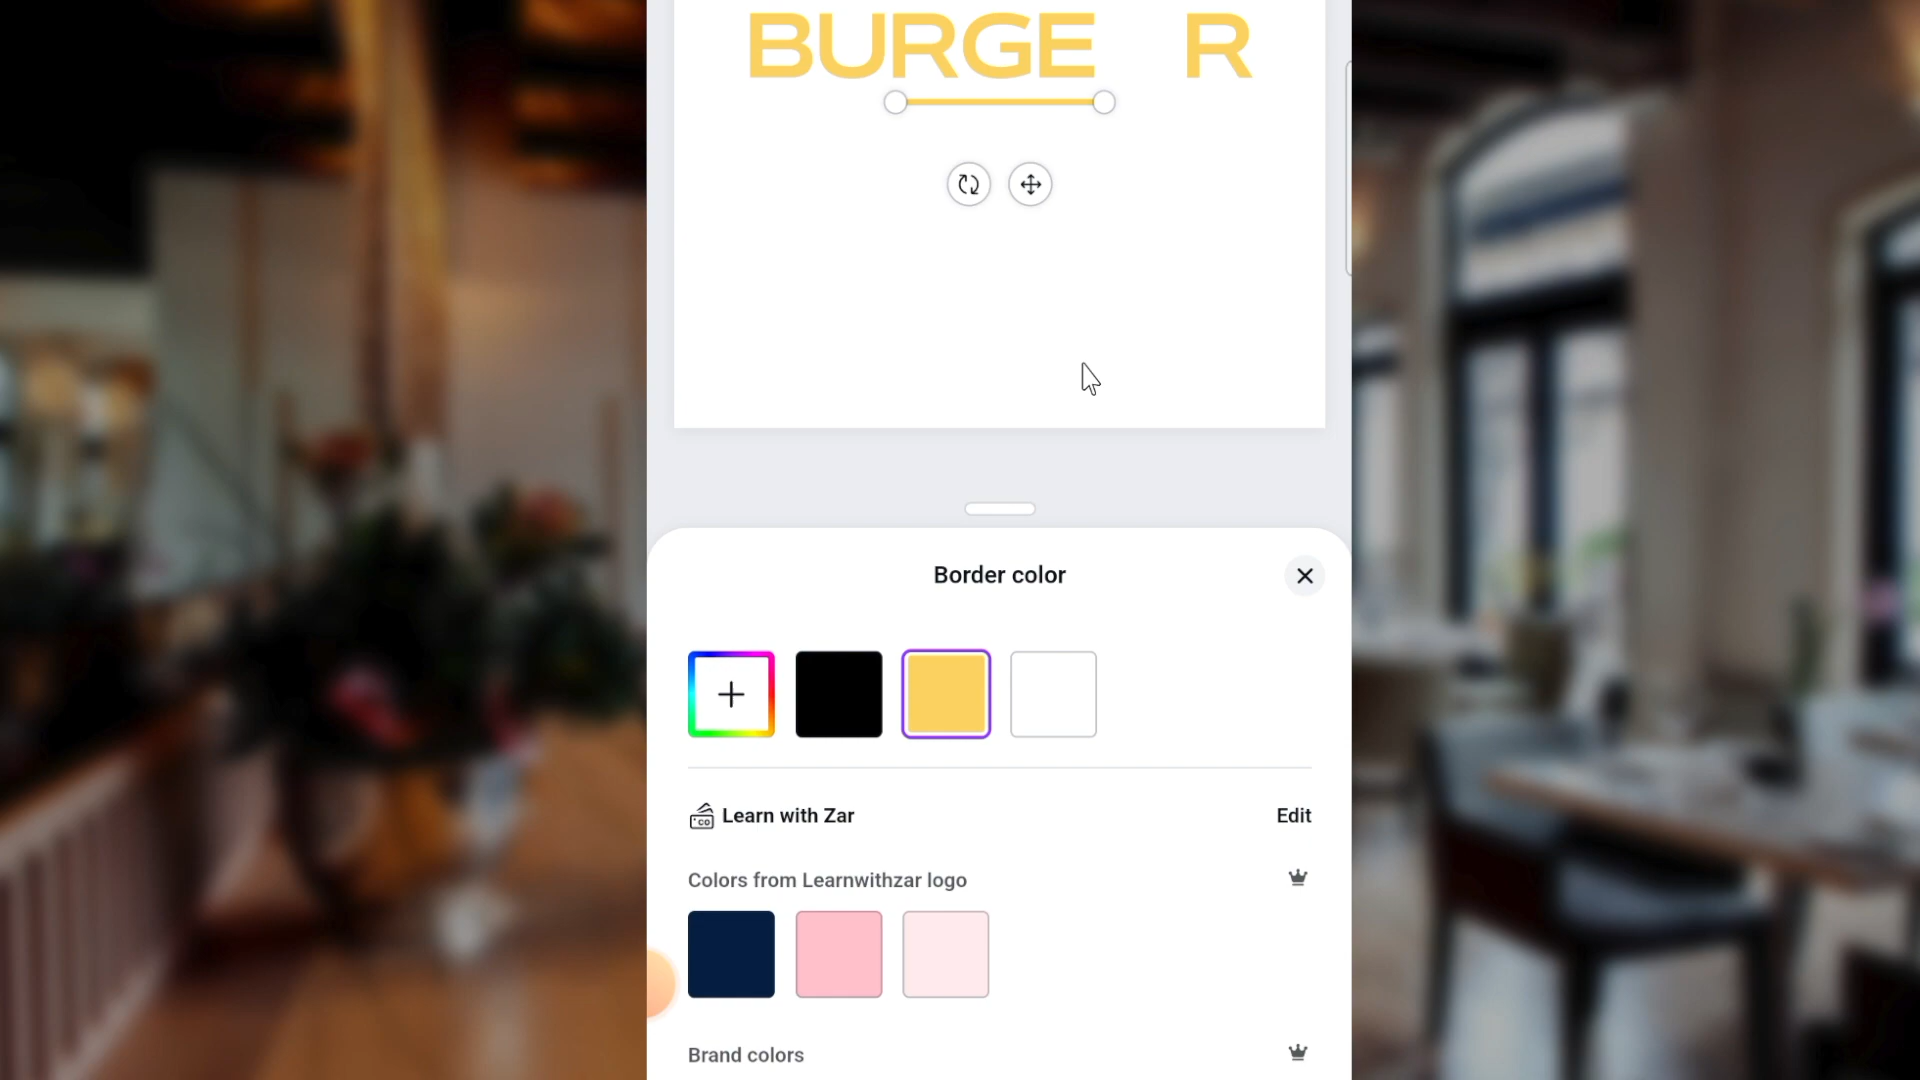 BURGE R
Border color
Learn with Zar
Edit
Colors from Learnwithzar logo
Brand colors